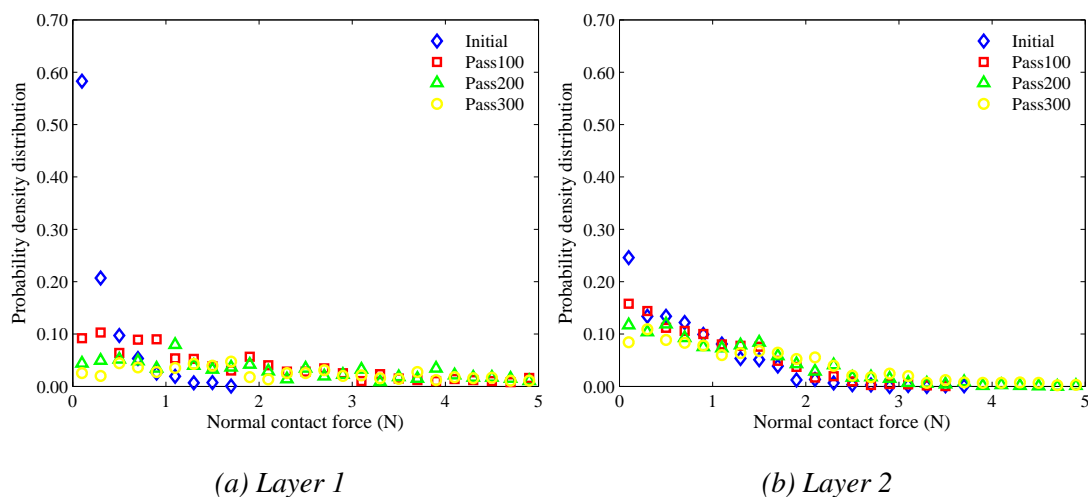 0.70
0.60
0.50
0.40
0.30
0.20
0.10
0.00
0 1 2 3 4 5
Probability density distribution
Normal contact force (N)
Initial
Pass100
Pass200
Pass300
(a) Layer 1
0.70
0.60
0.50
0.40
0.30
0.20
0.10
0.00
0 1 2 3 4 5
Probability density distribution
Normal contact force (N)
Initial
Pass100
Pass200
Pass300
(b) Layer 2